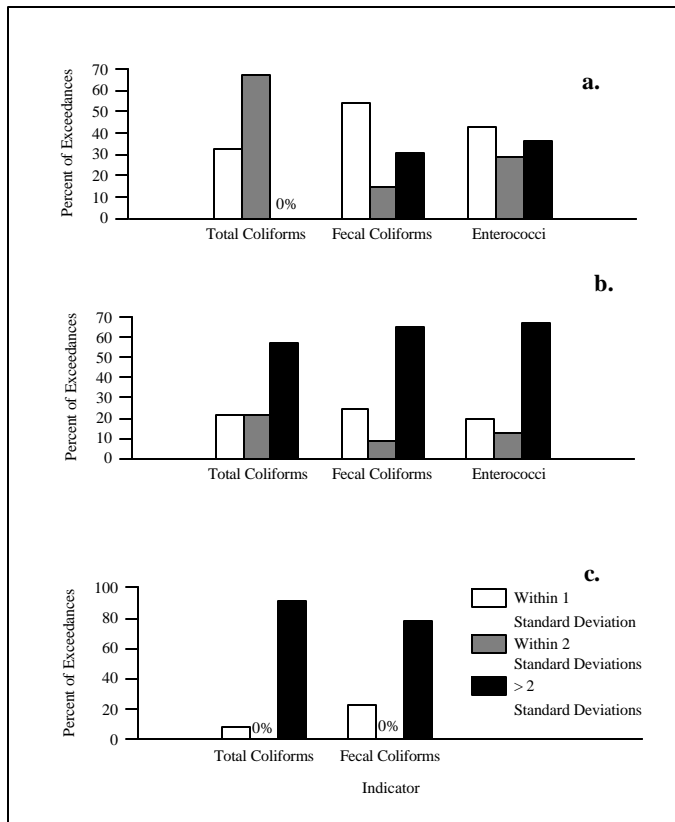 a.
Percent of Exceedances
70
60
50
40
30
20
10
0
0%
Total Coliforms Fecal Coliforms Enterococci
b.
Percent of Exceedances
70
60
50
40
30
20
10
0
Total Coliforms Fecal Coliforms Enterococci
c.
Percent of Exceedances
100
80
60
40
20
0
0% 0%
Total Coliforms Fecal Coliforms
Indicator
Within 1
Standard Deviation
Within 2
Standard Deviations
> 2
Standard Deviations